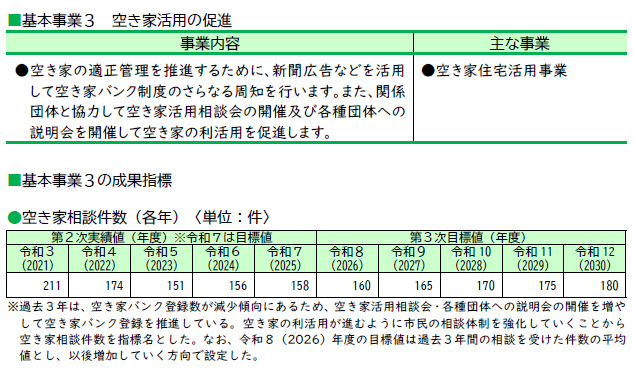 ■基本事業３　空き家活用の促進
事業内容　主な事業
●空き家の適正管理を推進するために、新聞広告などを活用　●空き家住宅活用事業
して空き家バンク制度のさらなる周知を行います。また、関係
団体と協力して空き家活用相談会の開催及び各種団体への
説明会を開催して空き家の利活用を促進します。
■基本事業３の成果指標
●空き家相談件数（各年）〈単位：件〉
第２次実績値（年度）※令和７は目標値　第３次目標値（年度）
令和３　令和４　令和５　令和６　令和７　令和８　令和９　令和10　令和11　令和12
(2021)　(2022)　(2023)　(2024)　(2025)　(2026)　(2027)　(2028)　(2029)　(2030)
211　174　151　156　158　160　165　170　175　180
※過去３年は、空き家バンク登録数が減少傾向にあるため、空き家活用相談会・各種団体への説明会の開催を増や
して空き家バンク登録を推進している。空き家の利活用が進むように市民の相談体制を強化していくことから
空き家相談件数を指標名とした。なお、令和８（2026）年度の目標値は過去３年間の相談を受けた件数の平均
値とし、以後増加していく方向で設定した。